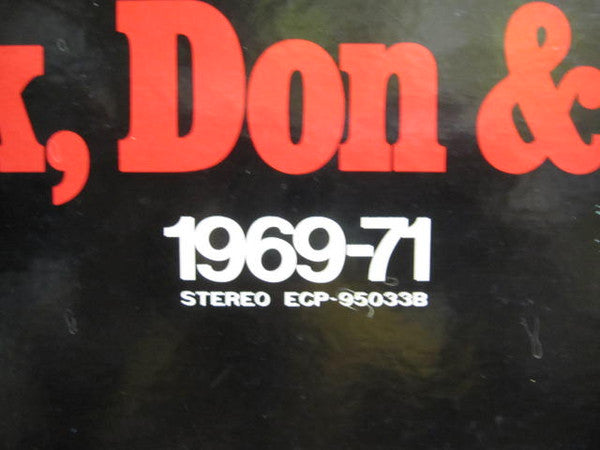 , Don &
1969-71
STEREO ECP-95033B